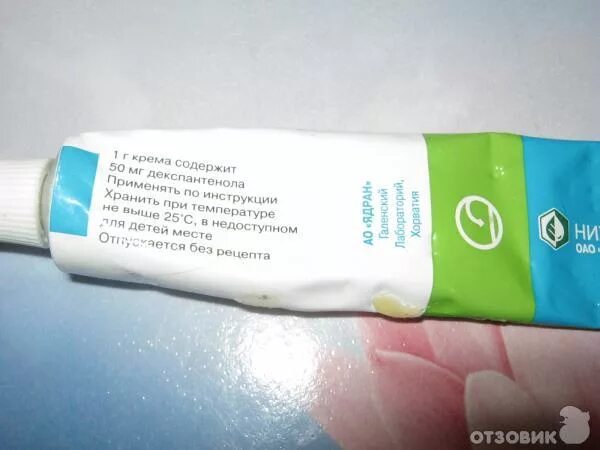 1 г крема содержит
50 мг декспантенола
Применять по инструкции
Хранить при температуре
не выше 25°С, в недоступном
для детей месте
Отпускается без рецепта
АО "ЯДРАН"
Галенский
Лабораторий,
Хорватия
НИ
ОАО "
ОТЗОВИК